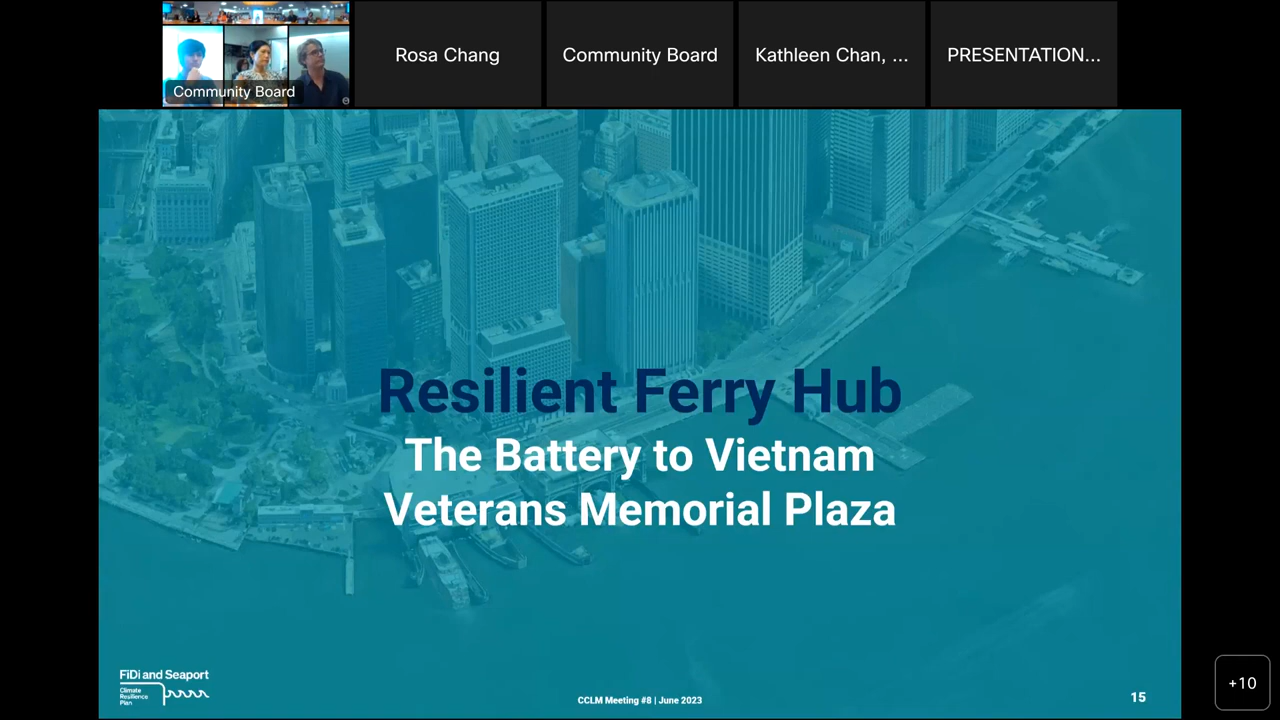 Community Board
Rosa Chang
Community Board
Kathleen Chan, ...
PRESENTATION...
Resilient Ferry Hub
The Battery to Vietnam
Veterans Memorial Plaza
FiDi and Seaport
Climate
Resilience
Plan
CCLM Meeting #8 | June 2023
15
+10